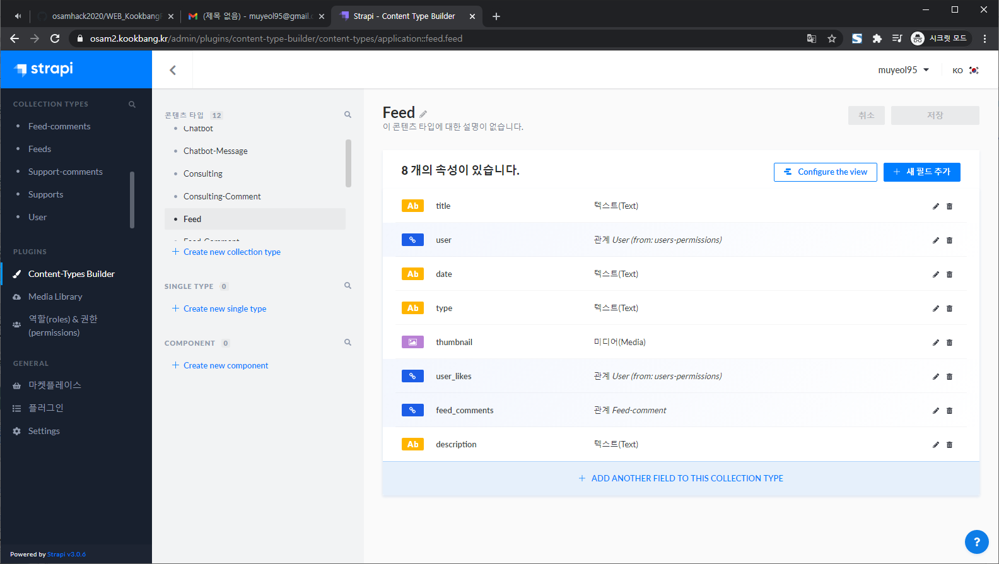 osamhack2020/WEB_Kookbang
(제목 없음) - muyeol95@gmail.c
Strapi - Content Type Builder
osam2.kookbang.kr/admin/plugins/content-type-builder/content-types/application::feed.feed
시크릿 모드
strapi
muyeol95
KO
COLLECTION TYPES
Feed-comments
Feeds
Support-comments
Supports
User
PLUGINS
Content-Types Builder
Media Library
역할(roles) & 권한
(permissions)
GENERAL
마켓플레이스
플러그인
Settings
Powered by Strapi v3.0.6
콘텐츠 타입 12
Chatbot
Chatbot-Message
Consulting
Consulting-Comment
Feed
Feed-Comment
+ Create new collection type
SINGLE TYPE 0
+ Create new single type
COMPONENT 0
+ Create new component
Feed
이 콘텐츠 타입에 대한 설명이 없습니다.
취소
저장
8 개의 속성이 있습니다.
Configure the view
+ 새 필드 추가
Ab title 텍스트(Text)
user 관계 User (from: users-permissions)
Ab date 텍스트(Text)
Ab type 텍스트(Text)
thumbnail 미디어(Media)
user_likes 관계 User (from: users-permissions)
feed_comments 관계 Feed-comment
Ab description 텍스트(Text)
+ ADD ANOTHER FIELD TO THIS COLLECTION TYPE
?